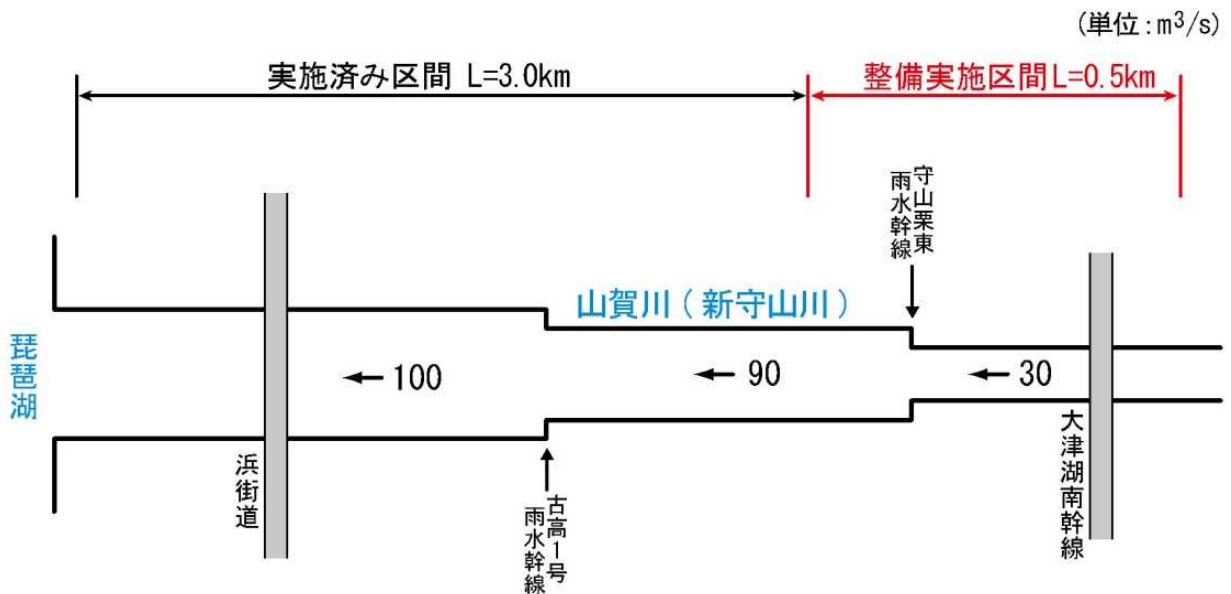 (単位:m³/s)
実施済み区間 L=3.0km
整備実施区間L=0.5km
守山栗東
雨水幹線
山賀川(新守山川)
琵琶湖
←100
←90
←30
浜街道
古高1号
雨水幹線
大津湖南幹線